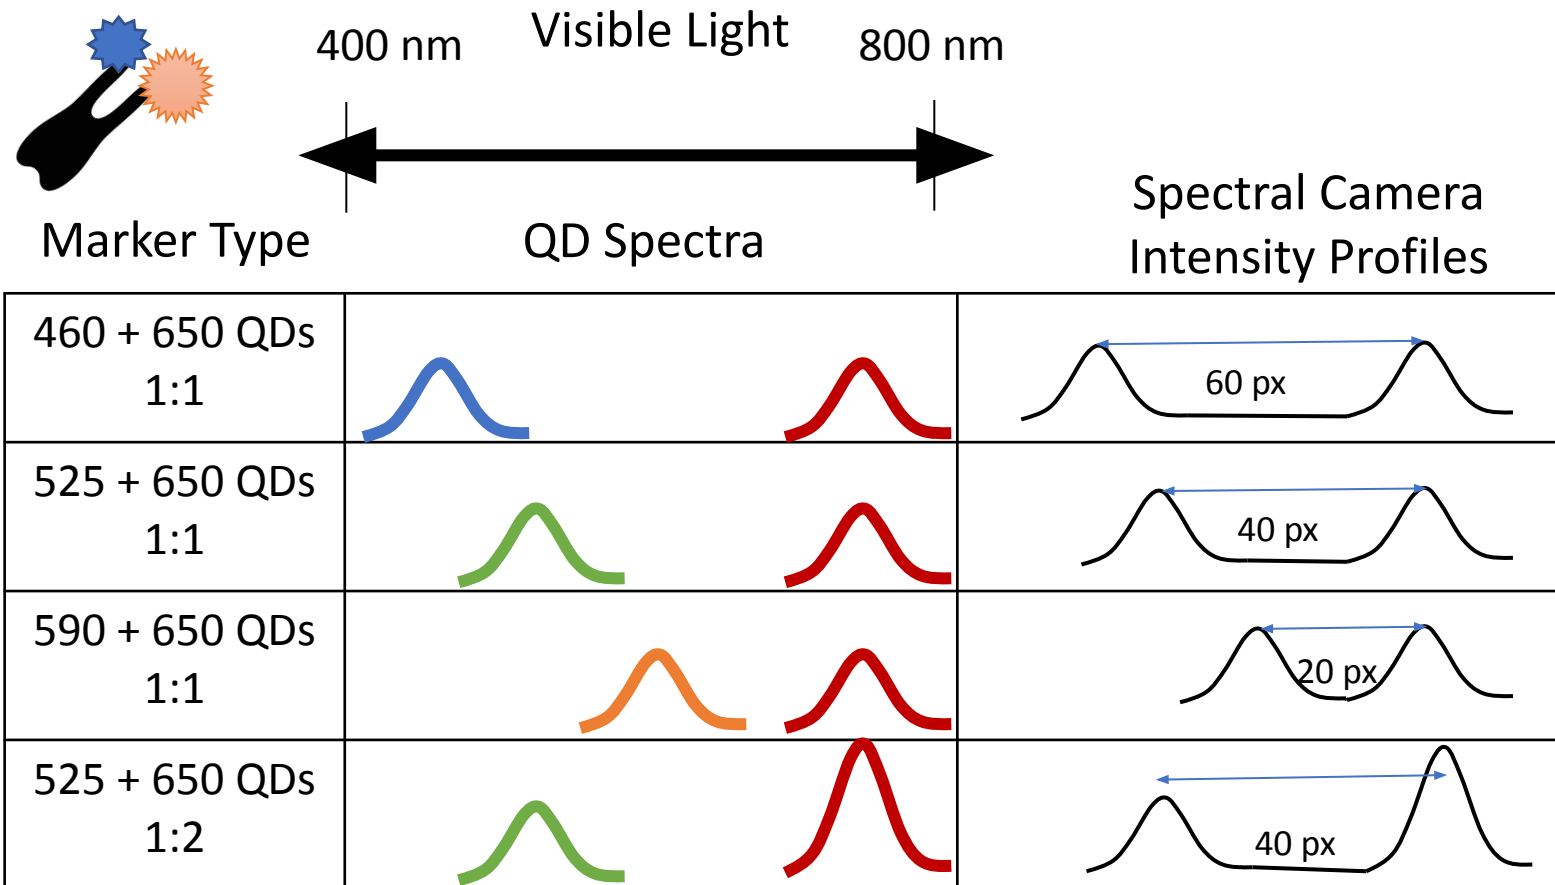 400 nm
Visible Light
800 nm
Marker Type
QD Spectra
Spectral Camera
Intensity Profiles
460 + 650 QDs
1:1
60 px
525 + 650 QDs
1:1
40 px
590 + 650 QDs
1:1
20 px
525 + 650 QDs
1:2
40 px